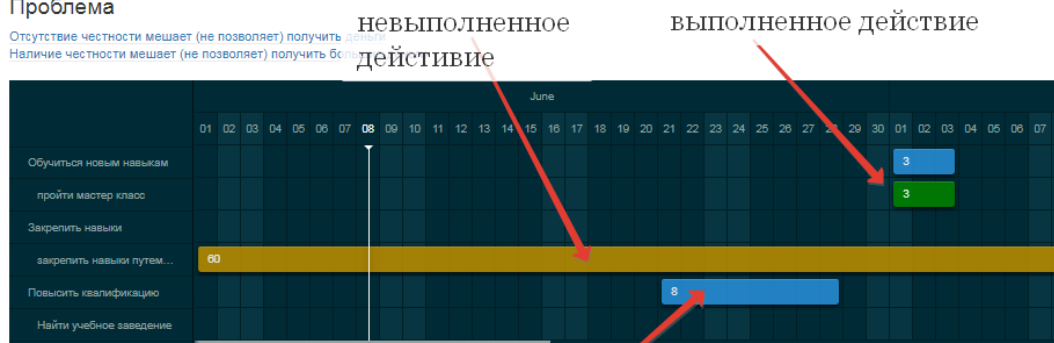 Проблема
невыполненное
дейстивие
выполненное действие
Отсутствие честности мешает (не позволяет) получить деньги
Наличие честности мешает (не позволяет) получить
June
01 02 03 04 05 06 07 08 09 10 11 12 13 14 15 16 17 18 19 20 21 22 23 24 25 26 27 28 29 30 01 02 03 04 05 06 07
Обучиться новым навыкам 3
пройти мастер класс 3
Закрепить навыки
закрепить навыки путем... 60
Повысить квалификацию 8
Найти учебное заведение